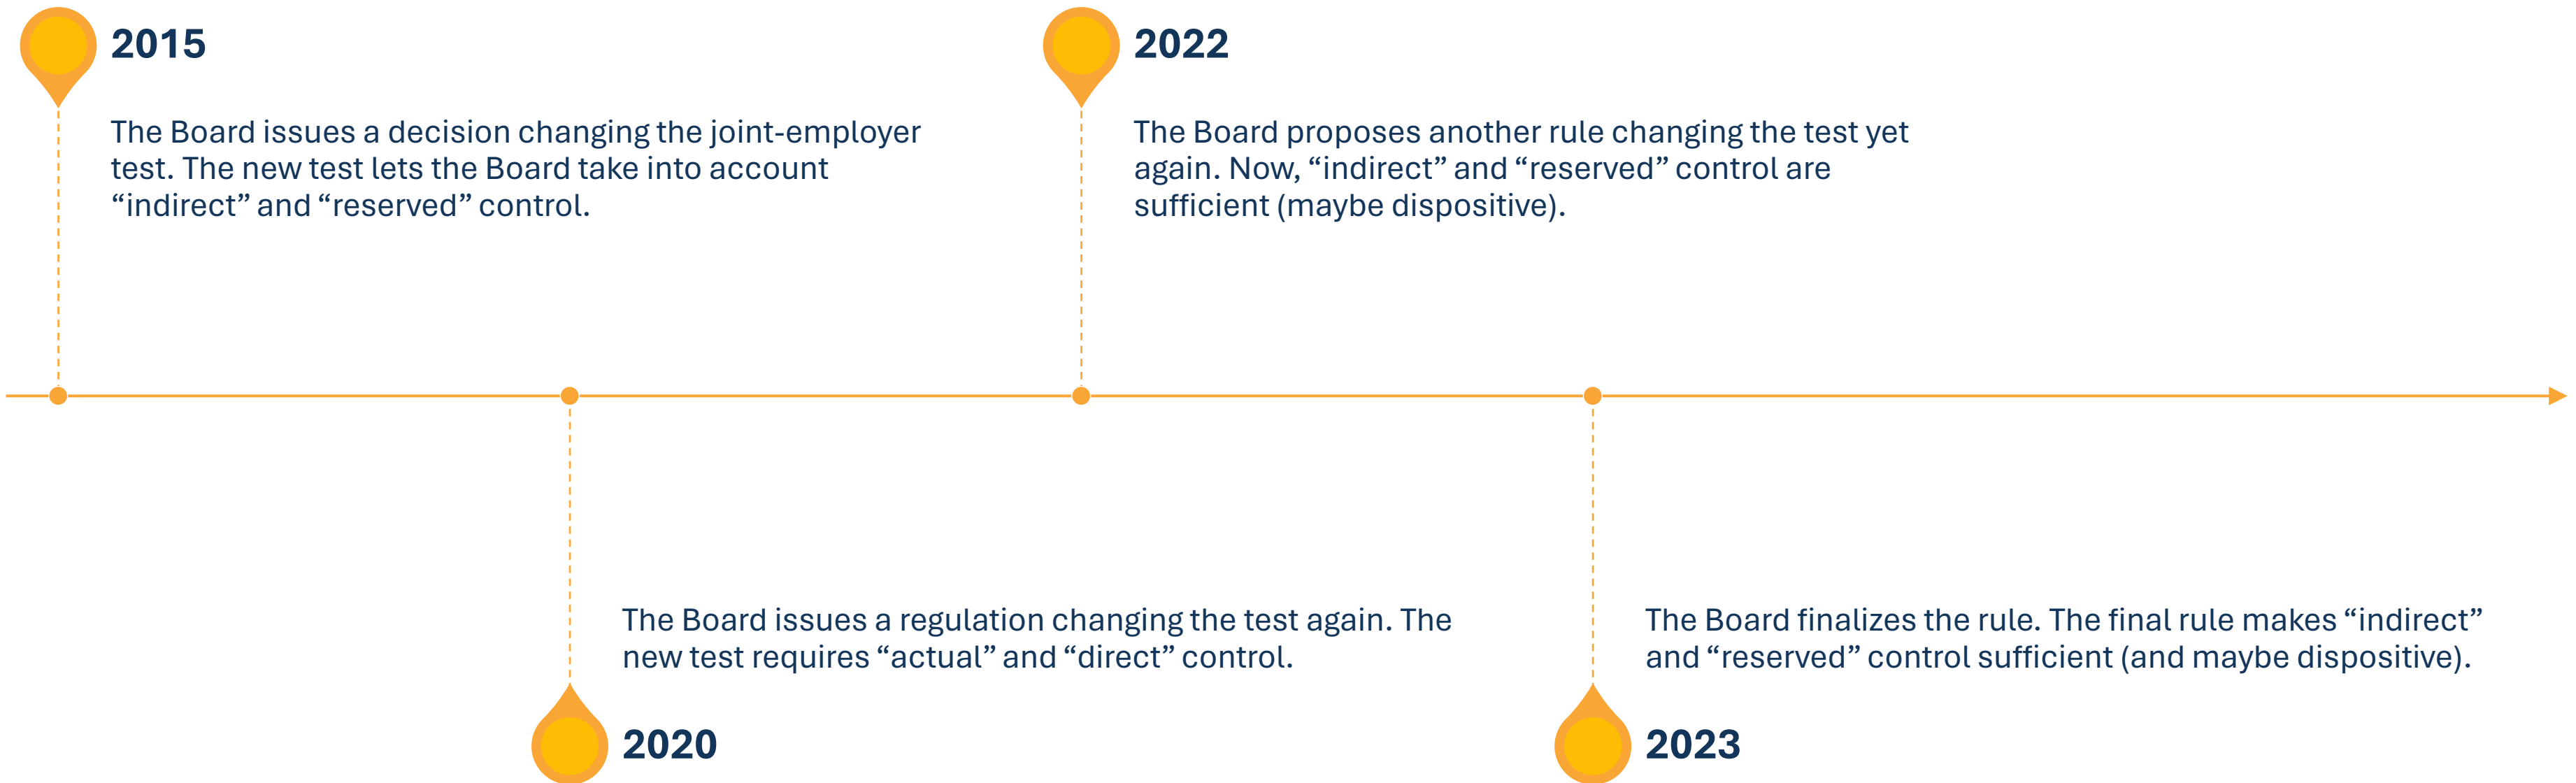 2015
The Board issues a decision changing the joint-employer
test. The new test lets the Board take into account
“indirect” and “reserved” control.
2020
The Board issues a regulation changing the test again. The
new test requires “actual” and “direct” control.
2022
The Board proposes another rule changing the test yet
again. Now, “indirect” and “reserved” control are
sufficient (maybe dispositive).
2023
The Board finalizes the rule. The final rule makes “indirect”
and “reserved” control sufficient (and maybe dispositive).